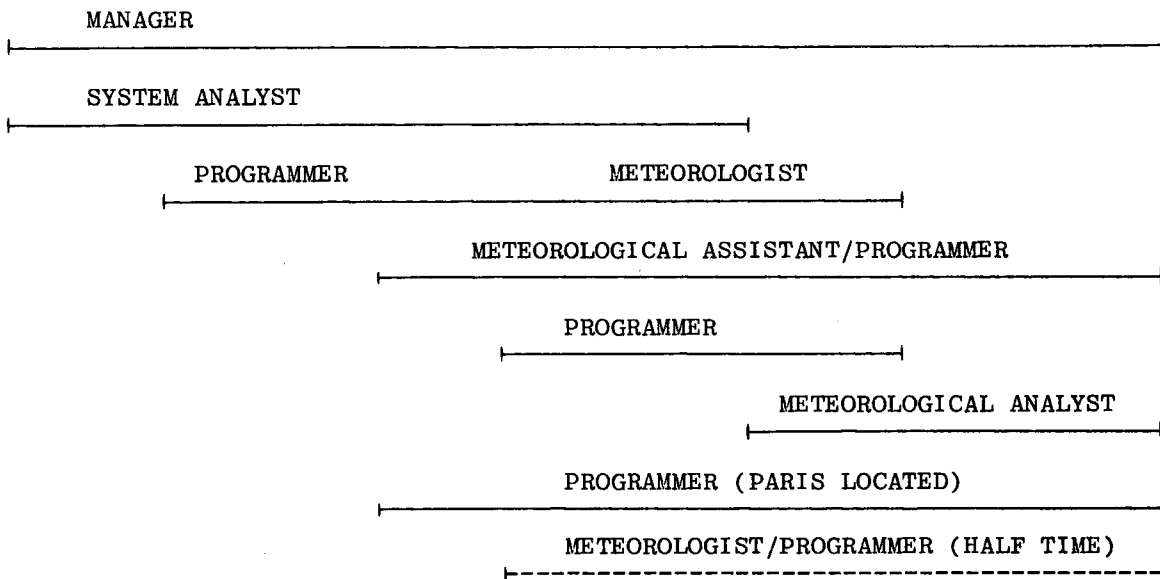 MANAGER
SYSTEM ANALYST
PROGRAMMER METEOROLOGIST
METEOROLOGICAL ASSISTANT/PROGRAMMER
PROGRAMMER
METEOROLOGICAL ANALYST
PROGRAMMER (PARIS LOCATED)
METEOROLOGIST/PROGRAMMER (HALF TIME)